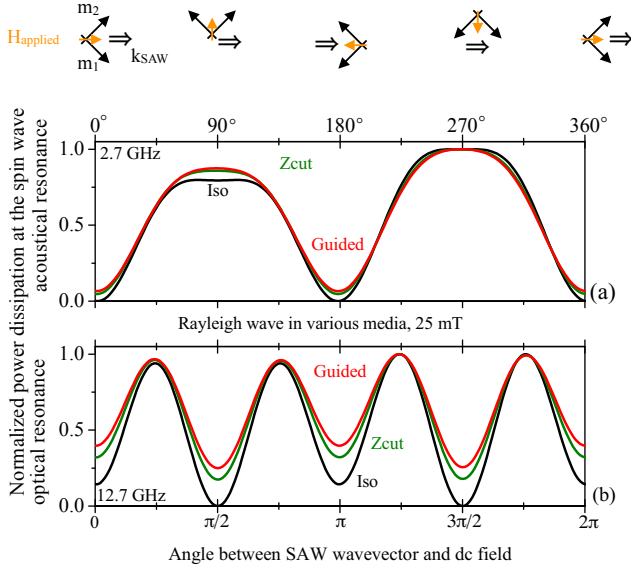 m₂
H_applied
m₁
k_SAW
0° 90° 180° 270° 360°
1.0 2.7 GHz
Zcut
Iso
0.5
Guided
0.0
(a)
Normalized power dissipation at the spin wave
acoustical resonance
optical resonance
Rayleigh wave in various media, 25 mT
1.0
Guided
0.5
Zcut
Iso
0.0 12.7 GHz
(b)
0 π/2 π 3π/2 2π
Angle between SAW wavevector and dc field